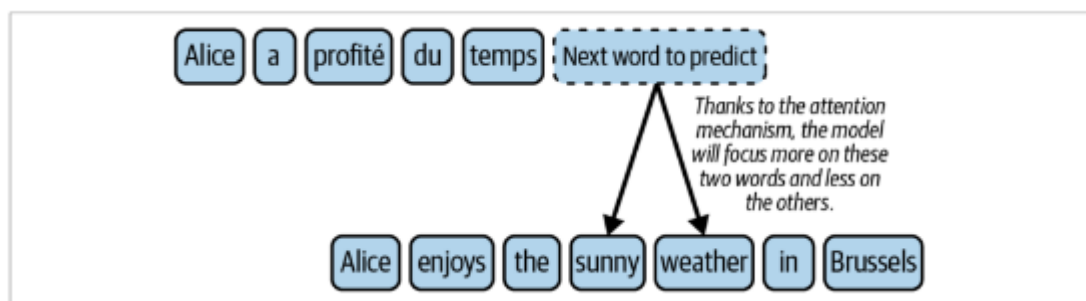 Alice a profité du temps Next word to predict
Thanks to the attention
mechanism, the model
will focus more on these
two words and less on
the others.
Alice enjoys the sunny weather in Brussels